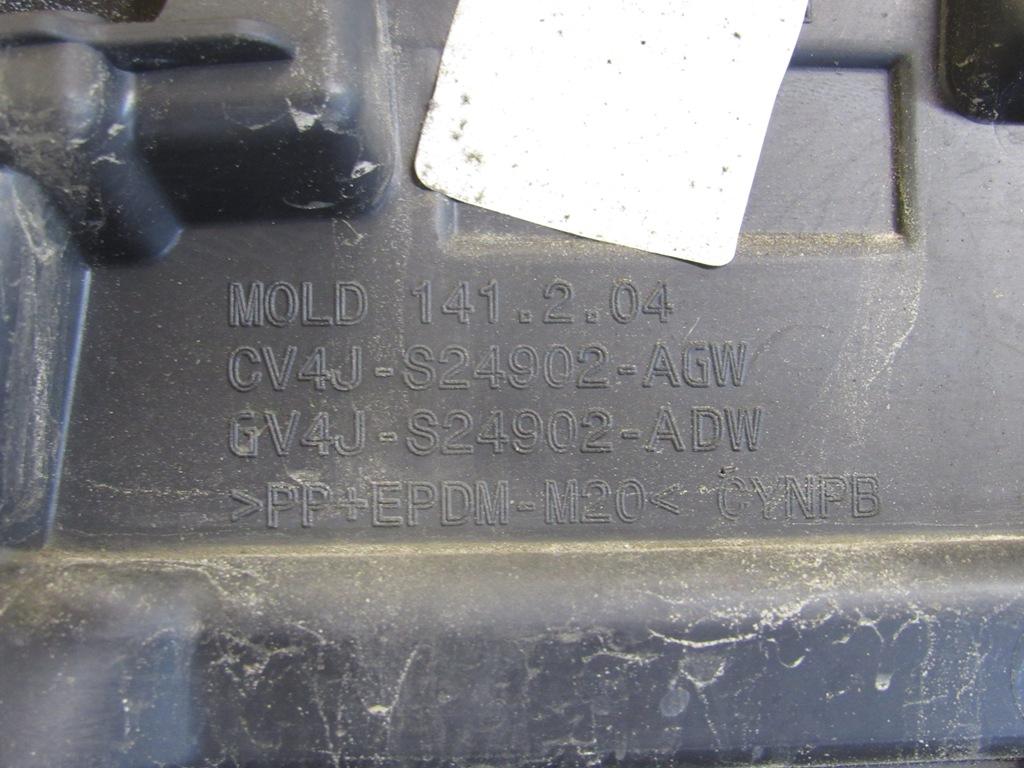 MOLD 141.2.04
CV4J-S24902-AGW
GV4J-S24902-ADW
>PP+EPDM-M20< CYNPB